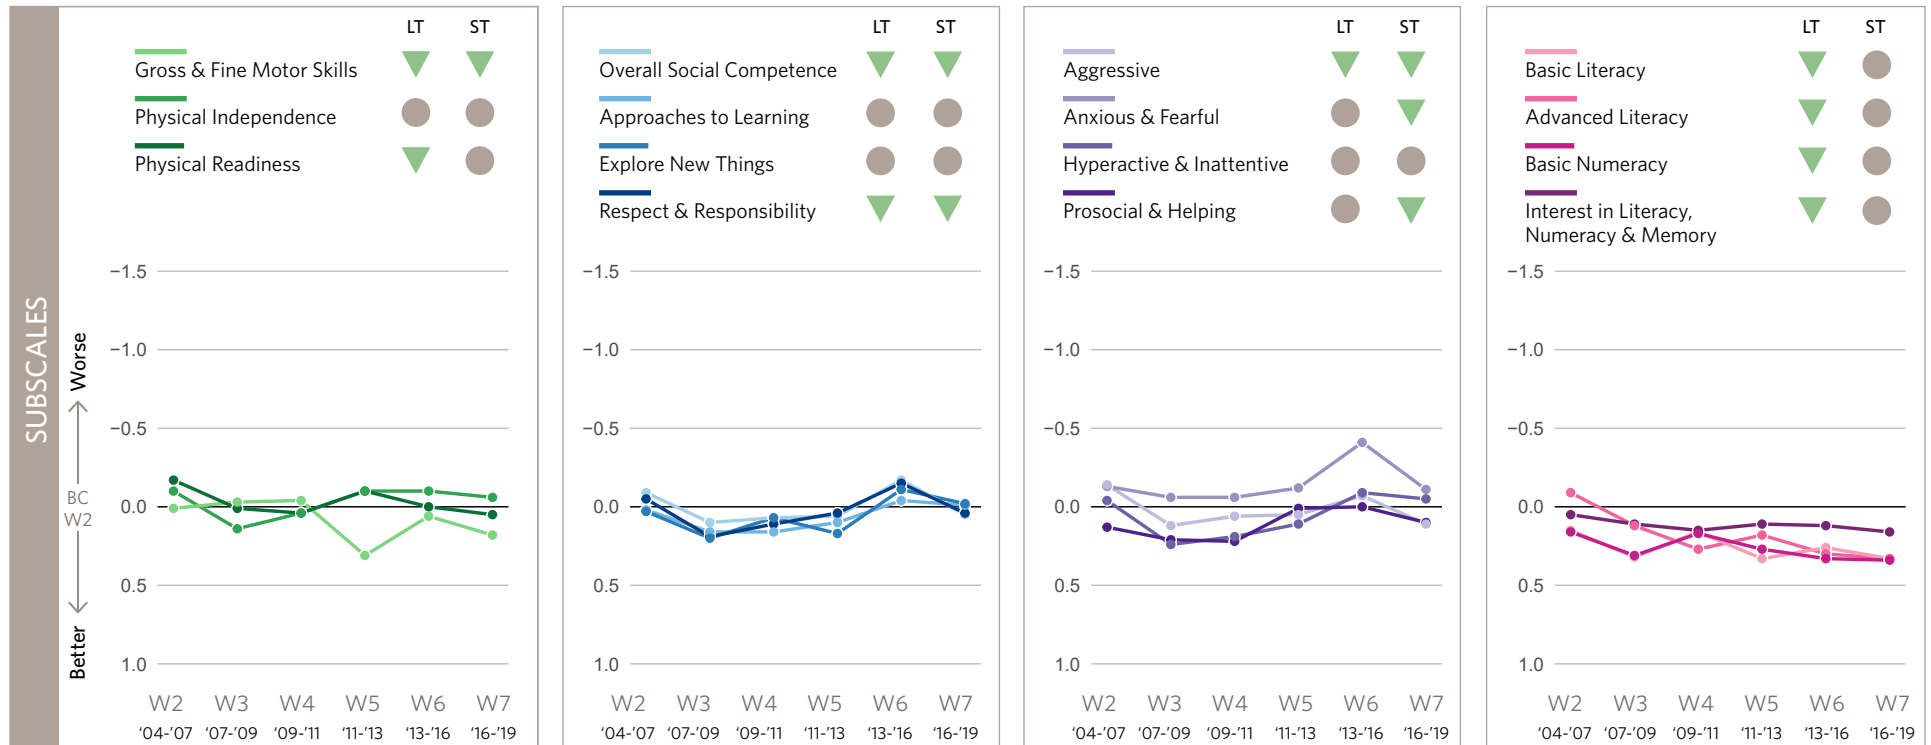 SUBSCALES
Worse
BC
W2
Better
LT ST
Gross & Fine Motor Skills
Physical Independence
Physical Readiness
−1.5
−1.0
−0.5
0.0
0.5
1.0
W2 W3 W4 W5 W6 W7
‘04-’07 ‘07-’09 ‘09-’11 ‘11-’13 ‘13-’16 ‘16-’19
LT ST
Overall Social Competence
Approaches to Learning
Explore New Things
Respect & Responsibility
−1.5
−1.0
−0.5
0.0
0.5
1.0
W2 W3 W4 W5 W6 W7
‘04-’07 ‘07-’09 ‘09-’11 ‘11-’13 ‘13-’16 ‘16-’19
LT ST
Aggressive
Anxious & Fearful
Hyperactive & Inattentive
Prosocial & Helping
−1.5
−1.0
−0.5
0.0
0.5
1.0
W2 W3 W4 W5 W6 W7
‘04-’07 ‘07-’09 ‘09-’11 ‘11-’13 ‘13-’16 ‘16-’19
LT ST
Basic Literacy
Advanced Literacy
Basic Numeracy
Interest in Literacy,
Numeracy & Memory
−1.5
−1.0
−0.5
0.0
0.5
1.0
W2 W3 W4 W5 W6 W7
‘04-’07 ‘07-’09 ‘09-’11 ‘11-’13 ‘13-’16 ‘16-’19